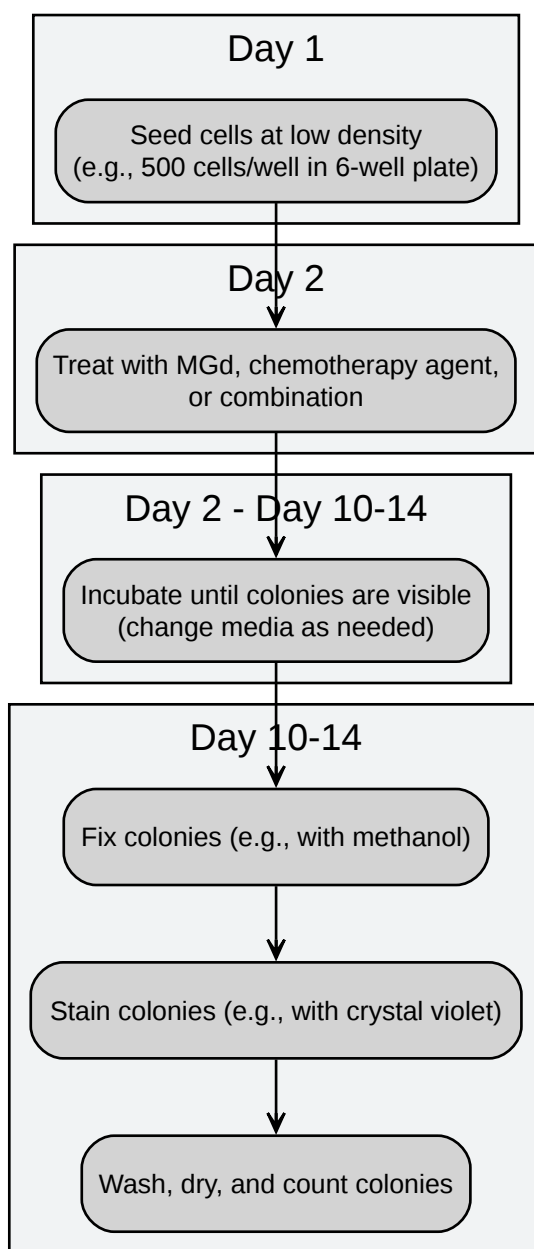 Day 1
Seed cells at low density
(e.g., 500 cells/well in 6-well plate)
Day 2
Treat with MGd, chemotherapy agent,
or combination
Day 2 - Day 10-14
Incubate until colonies are visible
(change media as needed)
Day 10-14
Fix colonies (e.g., with methanol)
Stain colonies (e.g., with crystal violet)
Wash, dry, and count colonies